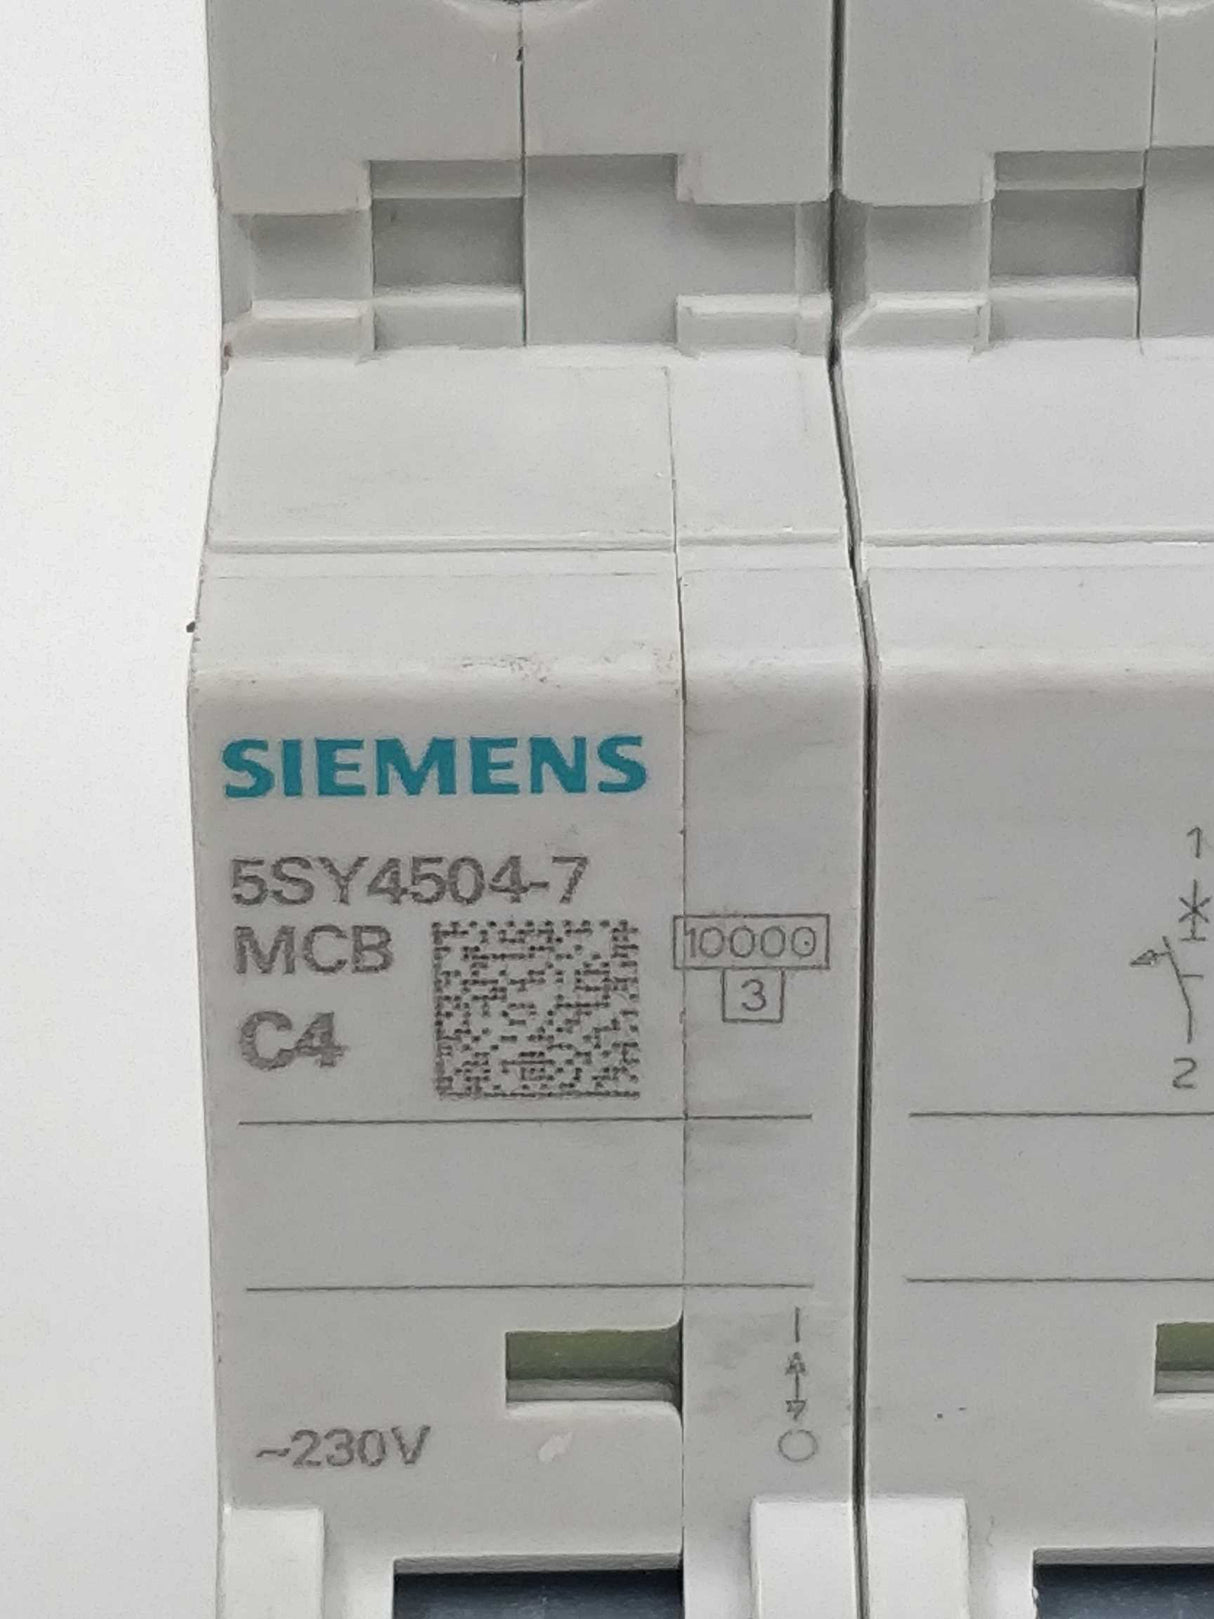 SIEMENS
5SY4504-7
MCB
10000
3
C4
1
2
~230V